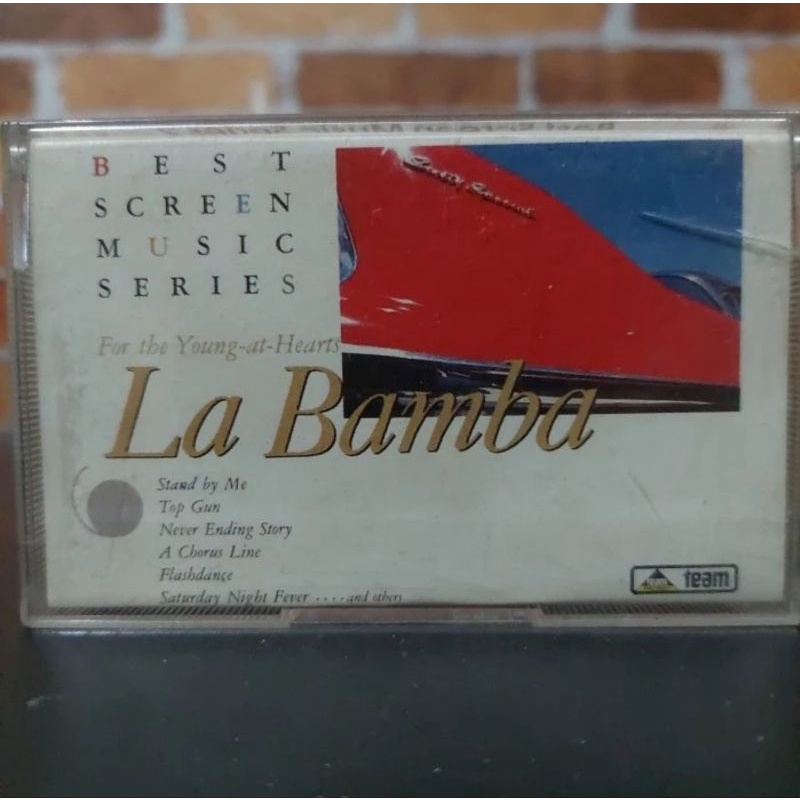 BEST
SCREEN
MUSIC
SERIES
For the Young-at-Hearts
La Bamba
Stand by Me
Top Gun
Never Ending Story
A Chorus Line
Flashdance
Saturday Night Fever ....and others
team